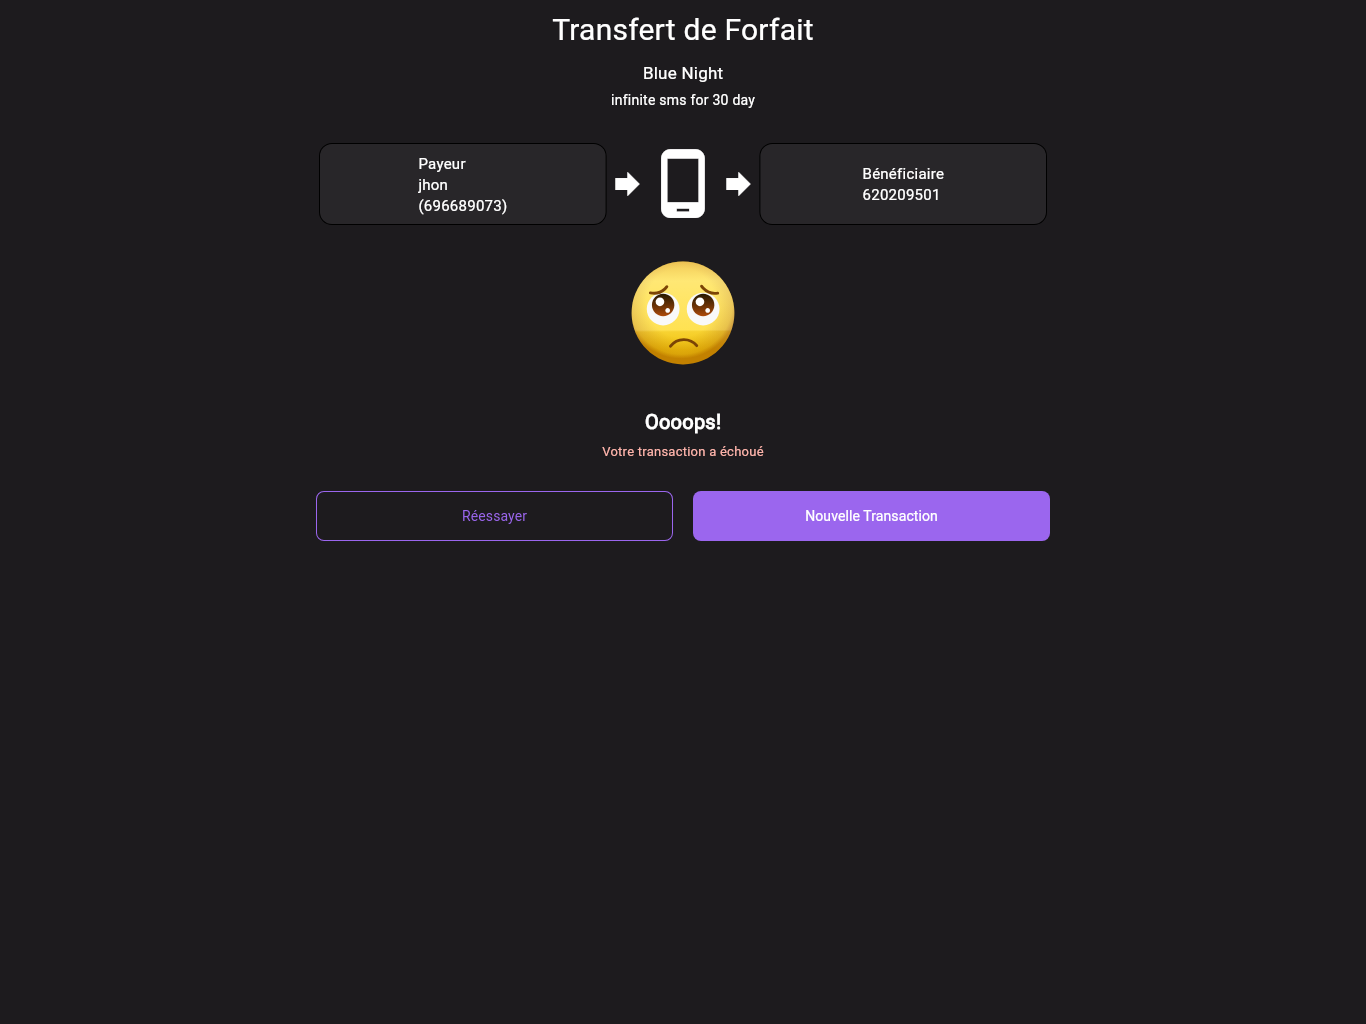 Transfert de Forfait
Blue Night
infinite sms for 30 day
Payeur
jhon
(696689073)
Bénéficiaire
620209501
Oooops!
Votre transaction a échoué
Réessayer
Nouvelle Transaction